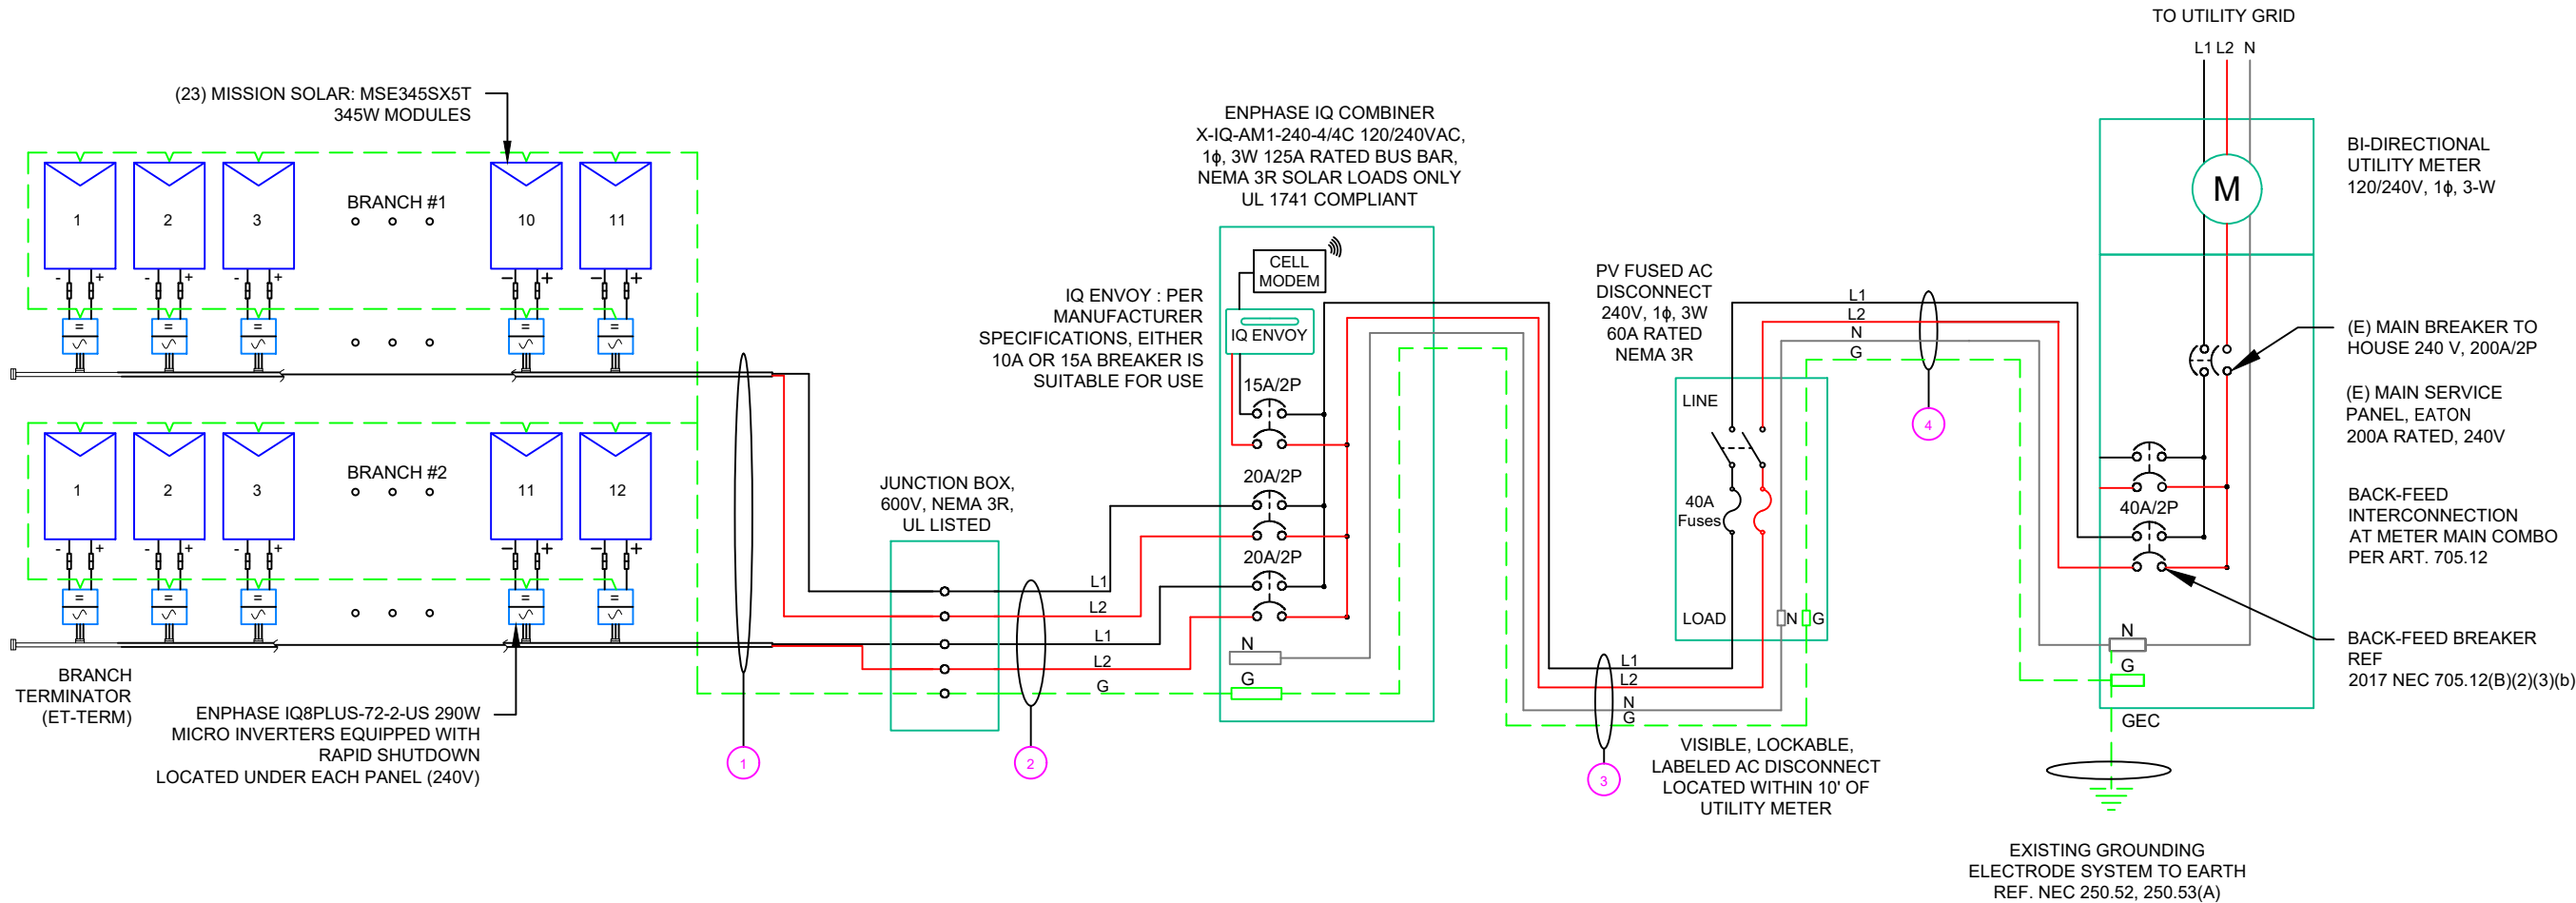 TO UTILITY GRID
L1 L2 N
(23) MISSION SOLAR: MSE345SX5T
345W MODULES
1
2
3
BRANCH #1
10
11
- + - + - + - + - +
= = = = =
1
2
3
BRANCH #2
11
12
- + - + - + - + - +
= = = = =
BRANCH
TERMINATOR
(ET-TERM)
ENPHASE IQ8PLUS-72-2-US 290W
MICRO INVERTERS EQUIPPED WITH
RAPID SHUTDOWN
LOCATED UNDER EACH PANEL (240V)
1
JUNCTION BOX,
600V, NEMA 3R,
UL LISTED
L1
L2
L1
L2
G
2
ENPHASE IQ COMBINER
X-IQ-AM1-240-4/4C 120/240VAC,
1ϕ, 3W 125A RATED BUS BAR,
NEMA 3R SOLAR LOADS ONLY
UL 1741 COMPLIANT
CELL
MODEM
IQ ENVOY
IQ ENVOY : PER
MANUFACTURER
SPECIFICATIONS, EITHER
10A OR 15A BREAKER IS
SUITABLE FOR USE
15A/2P
20A/2P
20A/2P
N
G
L1
L2
N
G
3
PV FUSED AC
DISCONNECT
240V, 1ϕ, 3W
60A RATED
NEMA 3R
LINE
40A
Fuses
LOAD
N G
VISIBLE, LOCKABLE,
LABELED AC DISCONNECT
LOCATED WITHIN 10' OF
UTILITY METER
L1
L2
N
G
4
M
BI-DIRECTIONAL
UTILITY METER
120/240V, 1ϕ, 3-W
(E) MAIN BREAKER TO
HOUSE 240 V, 200A/2P
(E) MAIN SERVICE
PANEL, EATON
200A RATED, 240V
40A/2P
BACK-FEED
INTERCONNECTION
AT METER MAIN COMBO
PER ART. 705.12
BACK-FEED BREAKER
REF
2017 NEC 705.12(B)(2)(3)(b)
N
G
GEC
EXISTING GROUNDING
ELECTRODE SYSTEM TO EARTH
REF. NEC 250.52, 250.53(A)